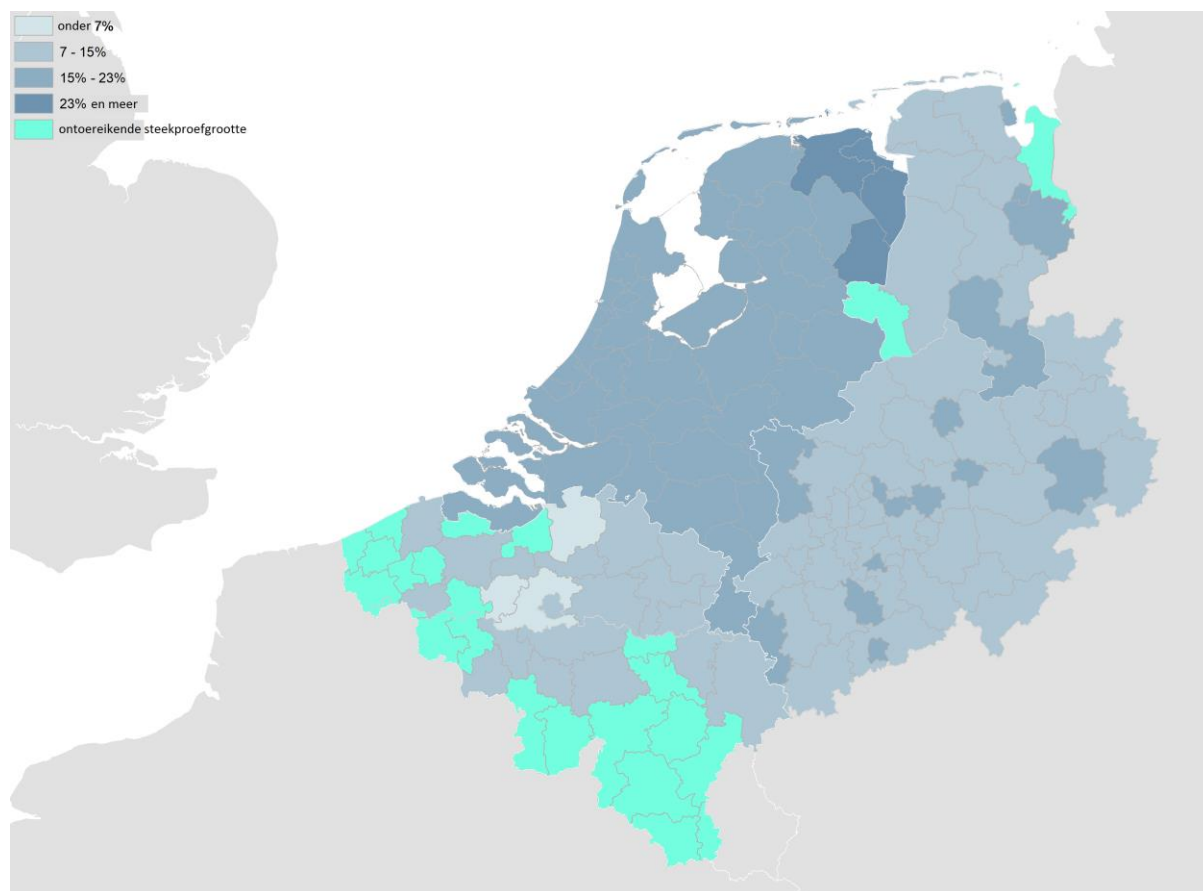 onder 7%
7 - 15%
15% - 23%
23% en meer
ontoereikende steekproefgrootte